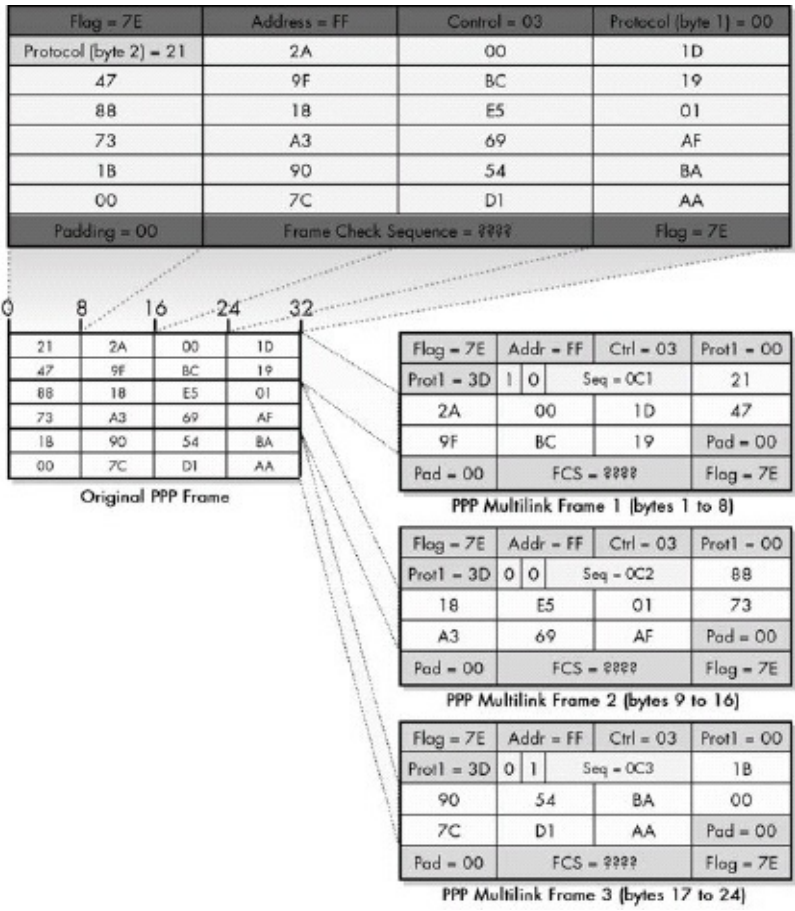 Flag = 7E Address = FF Control = 03 Protocol (byte 1) = 00
Protocol (byte 2) = 21 2A 00 1D
47 9F BC 19
88 18 E5 01
73 A3 69 AF
1B 90 54 BA
00 7C D1 AA
Padding = 00 Frame Check Sequence = ???? Flag = 7E
0 8 16 24 32
21 2A 00 1D
47 9F BC 19
88 18 E5 01
73 A3 69 AF
1B 90 54 BA
00 7C D1 AA
Original PPP Frame
Flag = 7E Addr = FF Ctrl = 03 Prot1 = 00
Prot1 = 3D 1 0 Seq = 0C1 21
2A 00 1D 47
9F BC 19 Pad = 00
Pad = 00 FCS = ???? Flag = 7E
PPP Multilink Frame 1 (bytes 1 to 8)
Flag = 7E Addr = FF Ctrl = 03 Prot1 = 00
Prot1 = 3D 0 0 Seq = 0C2 88
18 E5 01 73
A3 69 AF Pad = 00
Pad = 00 FCS = ???? Flag = 7E
PPP Multilink Frame 2 (bytes 9 to 16)
Flag = 7E Addr = FF Ctrl = 03 Prot1 = 00
Prot1 = 3D 0 1 Seq = 0C3 1B
90 54 BA 00
7C D1 AA Pad = 00
Pad = 00 FCS = ???? Flag = 7E
PPP Multilink Frame 3 (bytes 17 to 24)